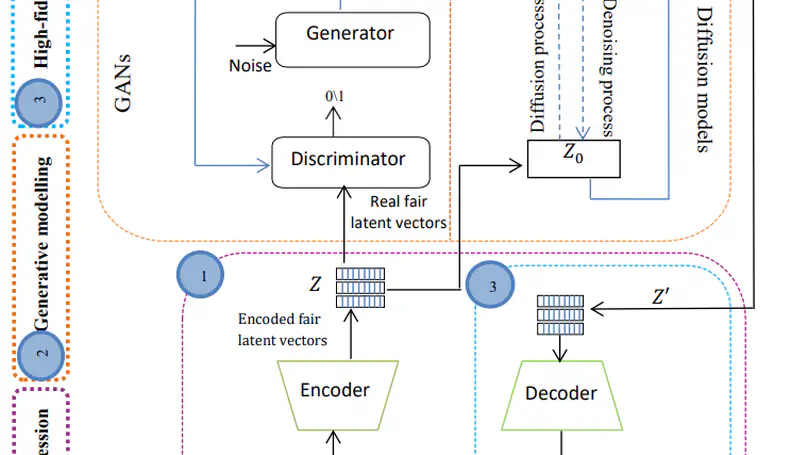 High-fid
3
Generative modelling
2
ession
GANs
Generator
Noise
0\1
Discriminator
Real fair
latent vectors
Diffusion process
Denoising process
Diffusion models
Z₀
1
Z
Encoded fair
latent vectors
Encoder
3
Z′
Decoder